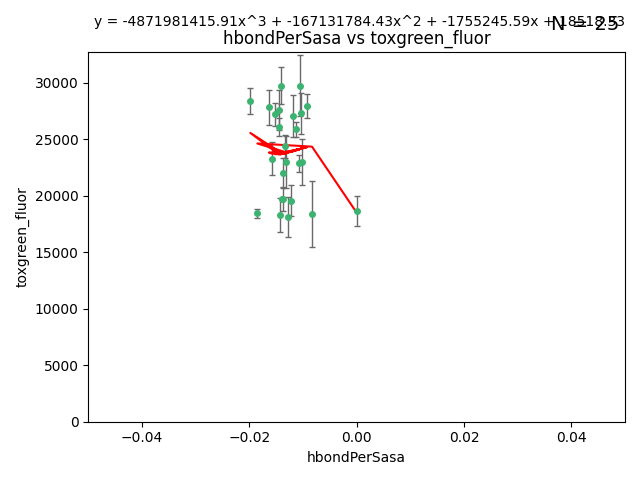 y = -4871981415.91x^3 + -167131784.43x^2 + -1755245.59x + 18518.53
N = 25
hbondPerSasa vs toxgreen_fluor
30000
25000
20000
15000
10000
5000
0
toxgreen_fluor
−0.04 −0.02 0.00 0.02 0.04
hbondPerSasa